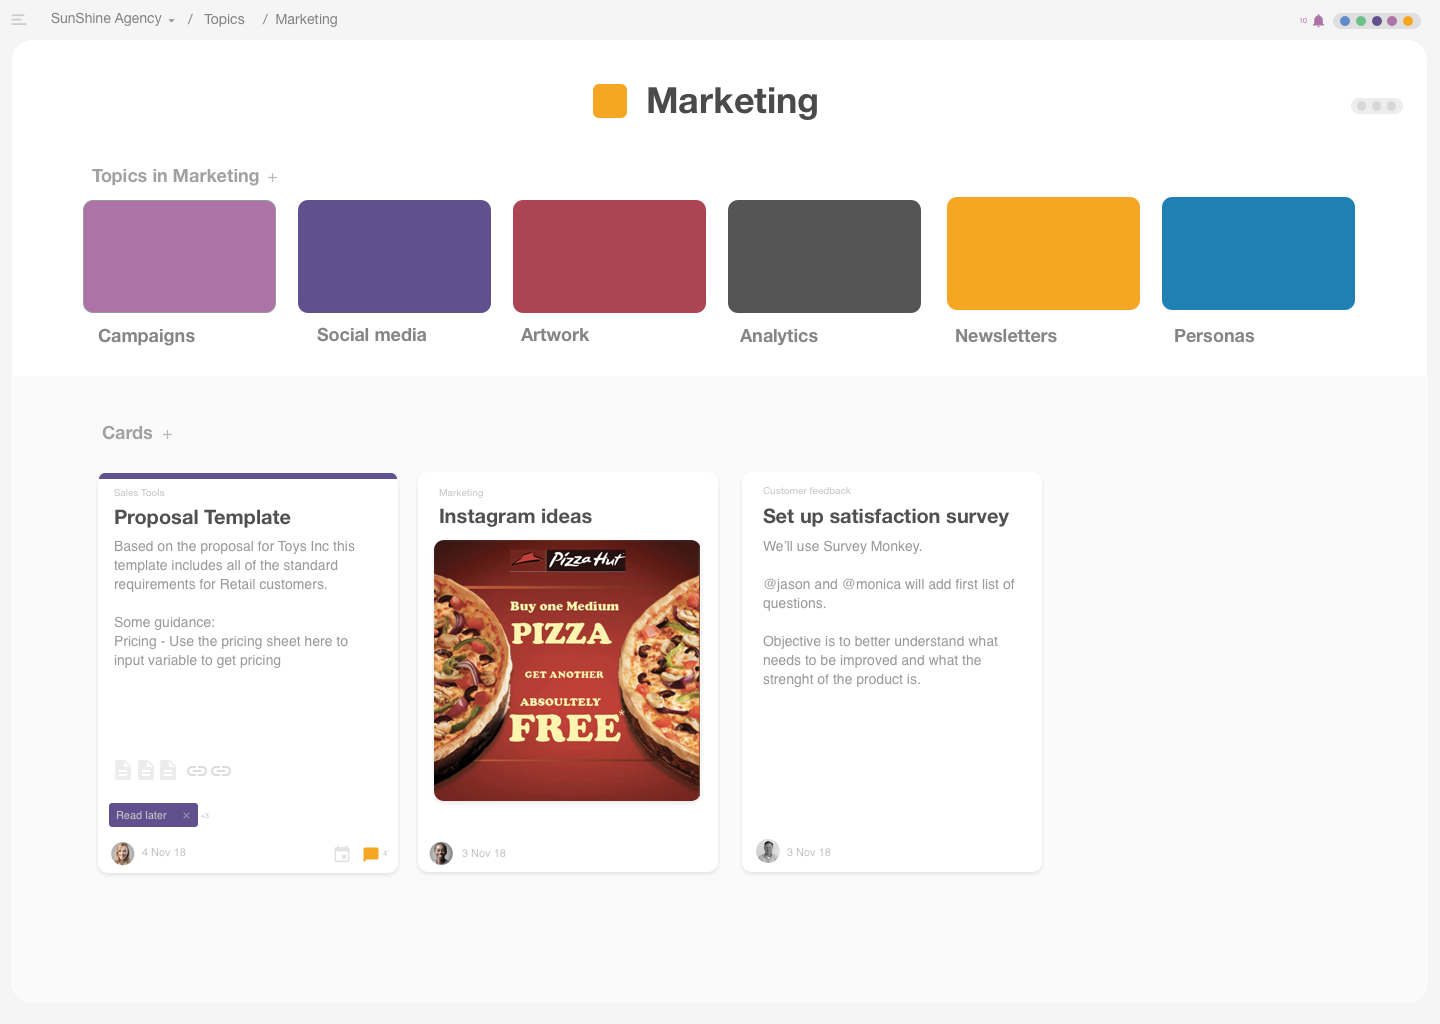 SunShine Agency / Topics / Marketing
10
Marketing
Topics in Marketing +
Campaigns
Social media
Artwork
Analytics
Newsletters
Personas
Cards +
Sales Tools
Proposal Template
Based on the proposal for Toys Inc this
template includes all of the standard
requirements for Retail customers.
Some guidance:
Pricing - Use the pricing sheet here to
input variable to get pricing
Read later ×
+3
4 Nov 18
4
Marketing
Instagram ideas
Pizza Hut
Buy one Medium
PIZZA
GET ANOTHER
ABSOULTELY
FREE*
3 Nov 18
Customer feedback
Set up satisfaction survey
We'll use Survey Monkey.
@jason and @monica will add first list of
questions.
Objective is to better understand what
needs to be improved and what the
strenght of the product is.
3 Nov 18